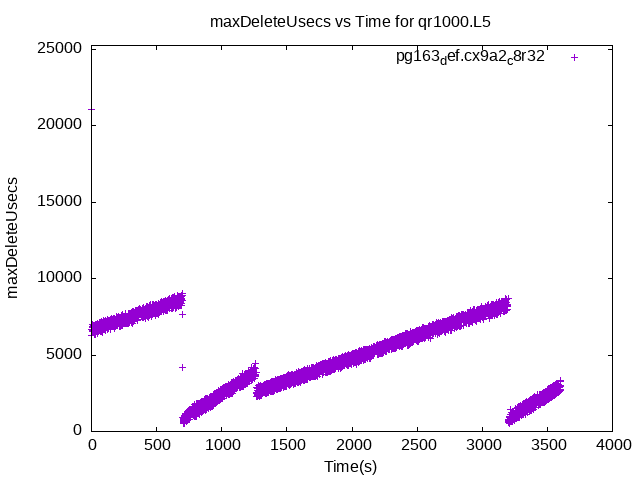 maxDeleteUsecs vs Time for qr1000.L5
pg163def.cx9a2c8r32
25000
20000
15000
10000
5000
0
maxDeleteUsecs
0 500 1000 1500 2000 2500 3000 3500 4000
Time(s)